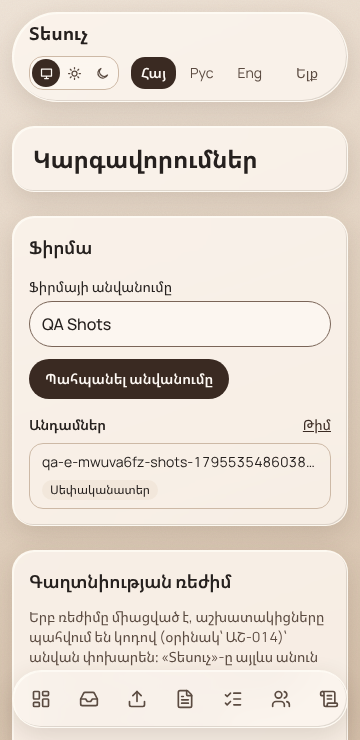 Տեսուչ
Հայ Рус Eng Ելք
Կարգավորումներ
Ֆիրմա
Ֆիրմայի անվանումը
QA Shots
Պահպանել անվանումը
Անդամներ Թիմ
qa-e-mwuva6fz-shots-1795535486038…
Սեփականատեր
Գաղտնիության ռեժիմ
Երբ ռեժիմը միացված է, աշխատակիցները
պահվում են կոդով (օրինակ՝ ԱՇ-014)՝
անվան փոխարեն։ «Տեսուչ»-ը այլևս անուն